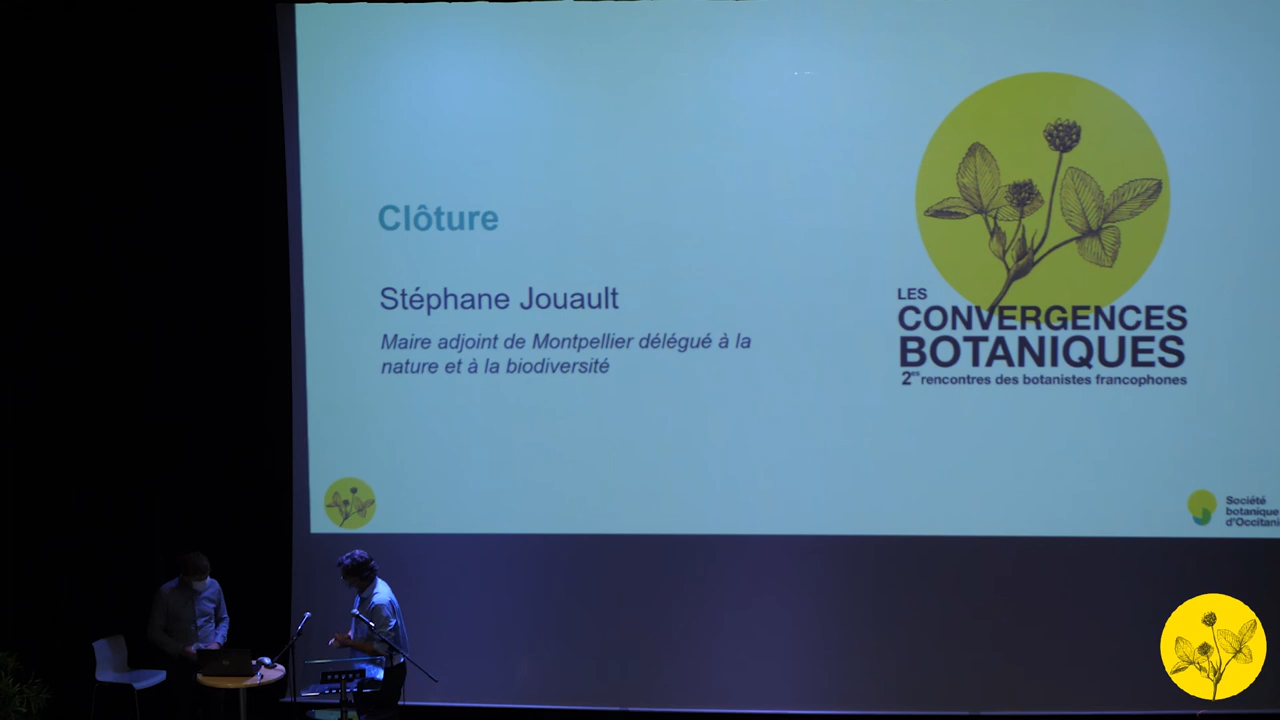 Clôture
Stéphane Jouault
Maire adjoint de Montpellier délégué à la
nature et à la biodiversité
LES
CONVERGENCES
BOTANIQUES
2es rencontres des botanistes francophones
Société
botanique